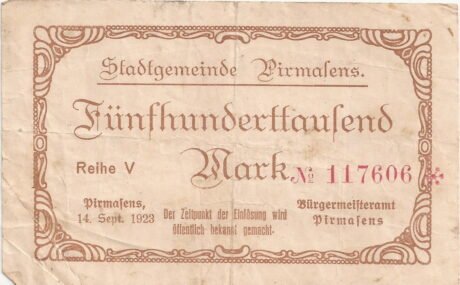 Stadtgemeinde Pirmasens.
Fünfhunderttausend
Reihe V Mark № 117606 *
Pirmasens,
14. Sept. 1923
Der Zeitpunkt der Einlösung wird
öffentlich bekannt gemacht.
Bürgermeisteramt
Pirmasens